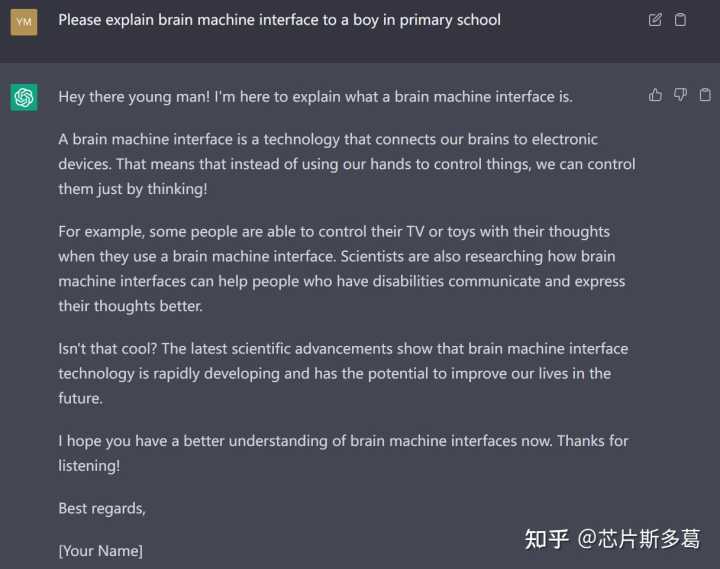 YM
Please explain brain machine interface to a boy in primary school
Hey there young man! I'm here to explain what a brain machine interface is.
A brain machine interface is a technology that connects our brains to electronic
devices. That means that instead of using our hands to control things, we can control
them just by thinking!
For example, some people are able to control their TV or toys with their thoughts
when they use a brain machine interface. Scientists are also researching how brain
machine interfaces can help people who have disabilities communicate and express
their thoughts better.
Isn't that cool? The latest scientific advancements show that brain machine interface
technology is rapidly developing and has the potential to improve our lives in the
future.
I hope you have a better understanding of brain machine interfaces now. Thanks for
listening!
Best regards,
[Your Name]
知乎 @芯片斯多葛